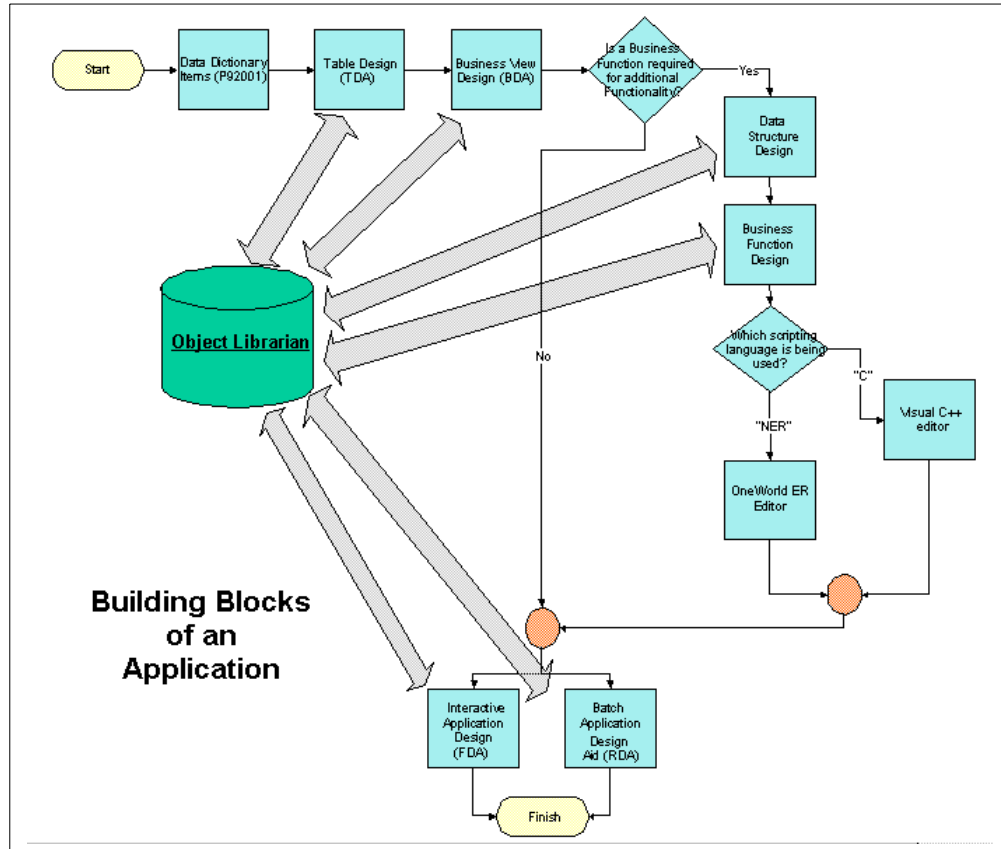 Start
Data Dictionary
Items (P92001)
Table Design
(TDA)
Business View
Design (BDA)
Is a Business
Function required
for additional
Functionality?
Yes
Data
Structure
Design
Business
Function
Design
Object Librarian
Which scripting
language is being
used?
No
"C"
"NER"
Visual C++
editor
OneWorld ER
Editor
Building Blocks
of an
Application
Interactive
Application
Design
(FDA)
Batch
Application
Design
Aid (RDA)
Finish